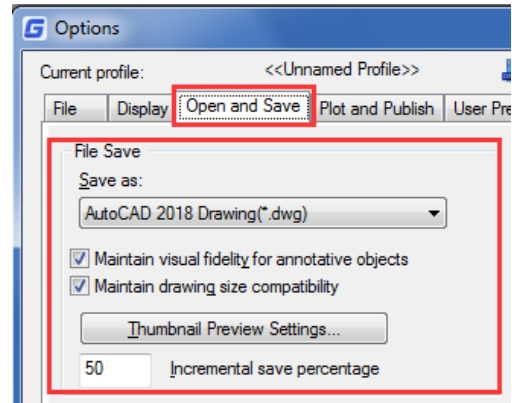 Options
Current profile: <<Unnamed Profile>>
File Display Open and Save Plot and Publish User Pre
File Save
Save as:
AutoCAD 2018 Drawing(*.dwg)
Maintain visual fidelity for annotative objects
Maintain drawing size compatibility
Thumbnail Preview Settings...
50 Incremental save percentage